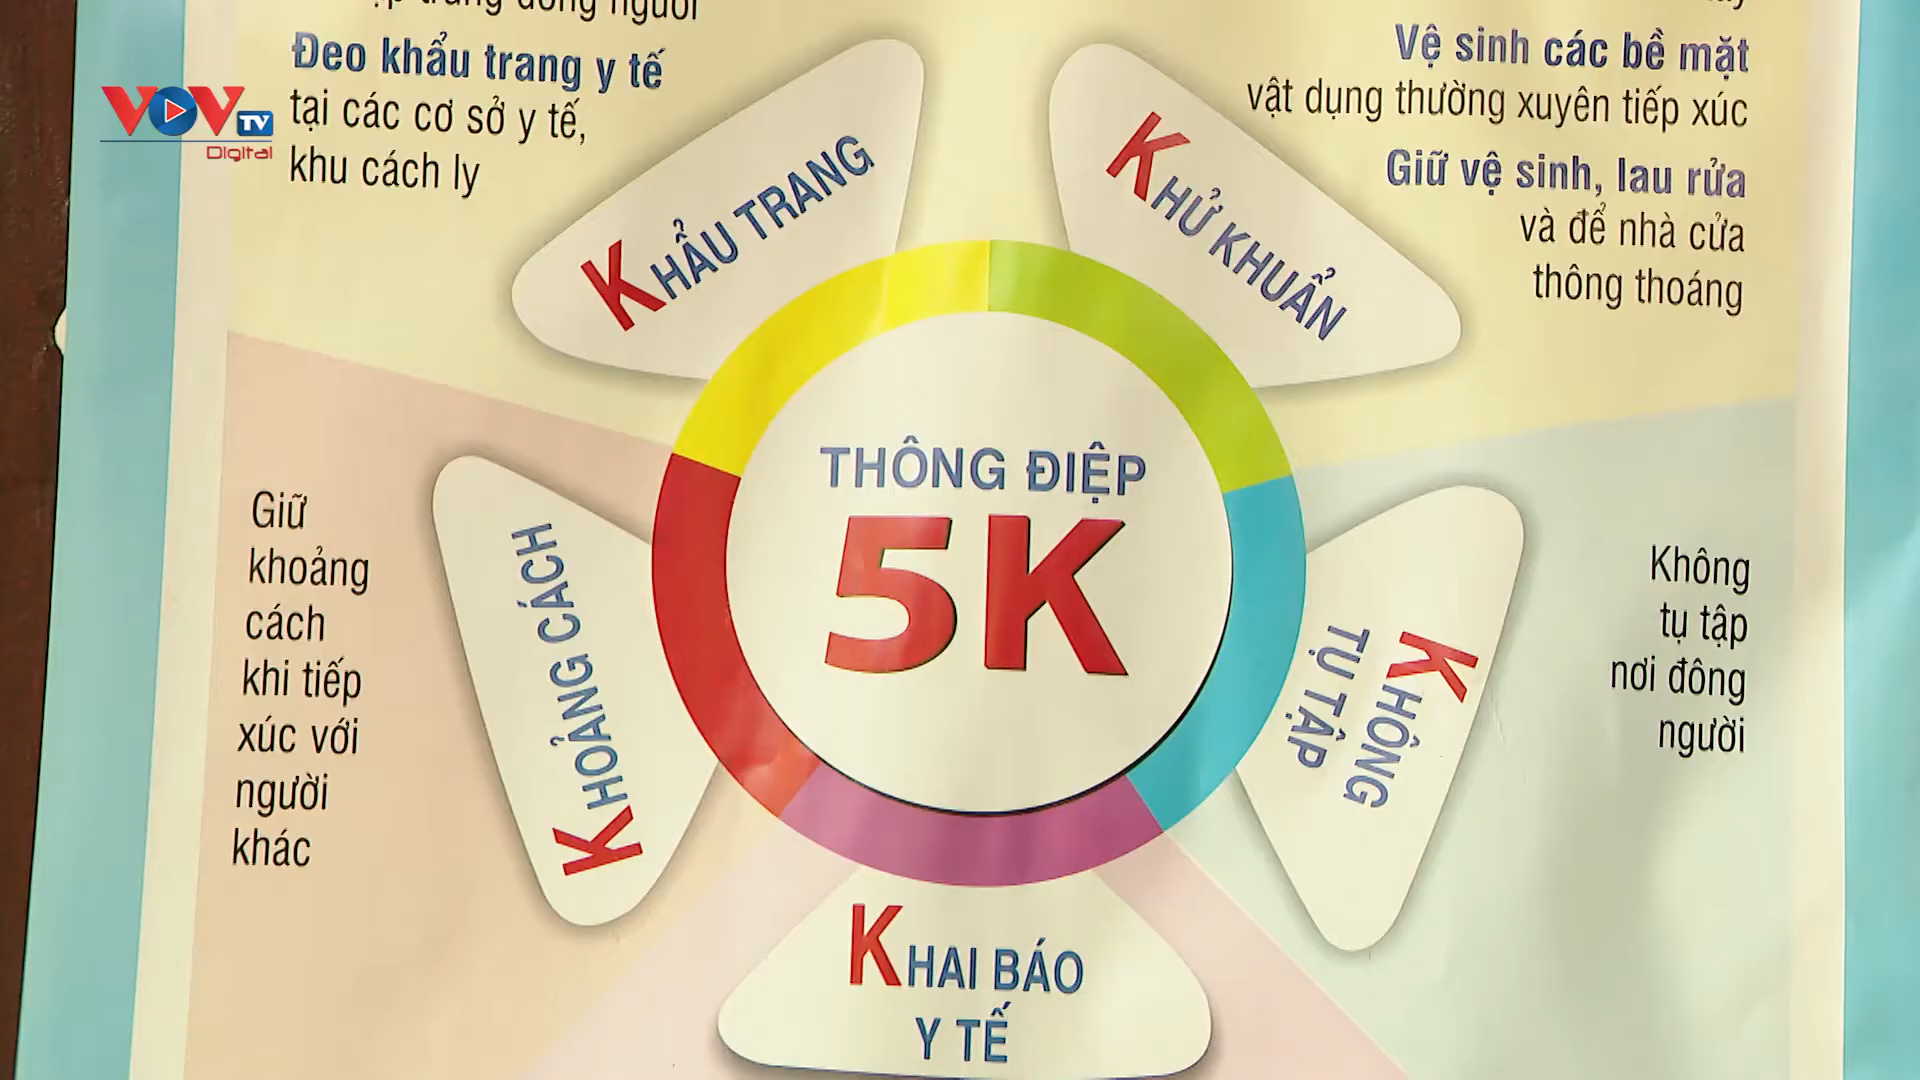 trung đông người
Đeo khẩu trang y tế
tại các cơ sở y tế,
khu cách ly
VOV TV
Digital
Vệ sinh các bề mặt
vật dụng thường xuyên tiếp xúc
Giữ vệ sinh, lau rửa
và để nhà cửa
thông thoáng
KHẨU TRANG
KHỬ KHUẨN
THÔNG ĐIỆP
5K
Giữ
khoảng
cách
khi tiếp
xúc với
người
khác
KHOẢNG CÁCH
KHÔNG
TỤ TẬP
Không
tụ tập
nơi đông
người
KHAI BÁO
Y TẾ